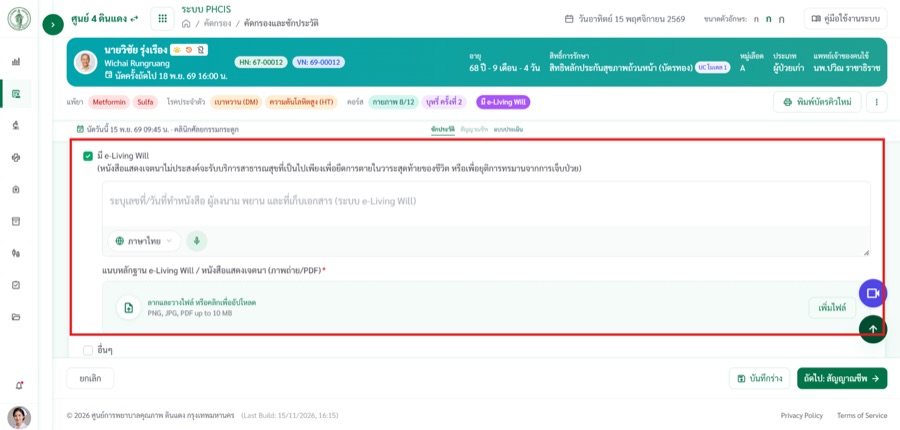 ศูนย์ 4 ดินแดง
ระบบ PHCIS
คัดกรอง / คัดกรองและซักประวัติ
วันอาทิตย์ 15 พฤศจิกายน 2569
ขนาดตัวอักษร: ก ก ก
คู่มือใช้งานระบบ
นายวิชัย รุ่งเรือง
Wichai Rungruang
นัดครั้งถัดไป 18 พ.ย. 69 16:00 น.
HN: 67-00012
VN: 69-00012
อายุ
68 ปี - 9 เดือน - 4 วัน
สิทธิ์การรักษา
สิทธิหลักประกันสุขภาพถ้วนหน้า (บัตรทอง)
หมู่เลือด
A
ประเภท
ผู้ป่วยเก่า
แพทย์เจ้าของคนไข้
นพ.ปวีณ ราชาธิราช
แพ้ยา Metformin Sulfa โรคประจำตัว เบาหวาน (DM) ความดันโลหิตสูง (HT) คอร์ส กายภาพ 8/12 บุหรี่ ครั้งที่ 2 มี e-Living Will
พิมพ์บัตรคิวใหม่
นัดวันนี้ 15 พ.ย. 69 09:45 น. - คลินิกศัลยกรรมกระดูก
ซักประวัติ สัญญาณชีพ แบบประเมิน
มี e-Living Will
(หนังสือแสดงเจตนาไม่ประสงค์จะรับบริการสาธารณสุขที่เป็นไปเพียงเพื่อยืดการตายในวาระสุดท้ายของชีวิต หรือเพื่อยุติการทรมานจากการเจ็บป่วย)
ระบุเลขที่/วันที่ทำหนังสือ ผู้ลงนาม พยาน และที่เก็บเอกสาร (ระบบ e-Living Will)
ภาษาไทย
แนบหลักฐาน e-Living Will / หนังสือแสดงเจตนา (ภาพถ่าย/PDF)*
ลากและวางไฟล์ หรือคลิกเพื่ออัปโหลด
PNG, JPG, PDF up to 10 MB
เพิ่มไฟล์
อื่นๆ
ยกเลิก
บันทึกร่าง
ถัดไป: สัญญาณชีพ
© 2026 ศูนย์การพยาบาลคุณภาพ ดินแดง กรุงเทพมหานคร (Last Build: 15/11/2026, 16:15)
Privacy Policy
Terms of Service